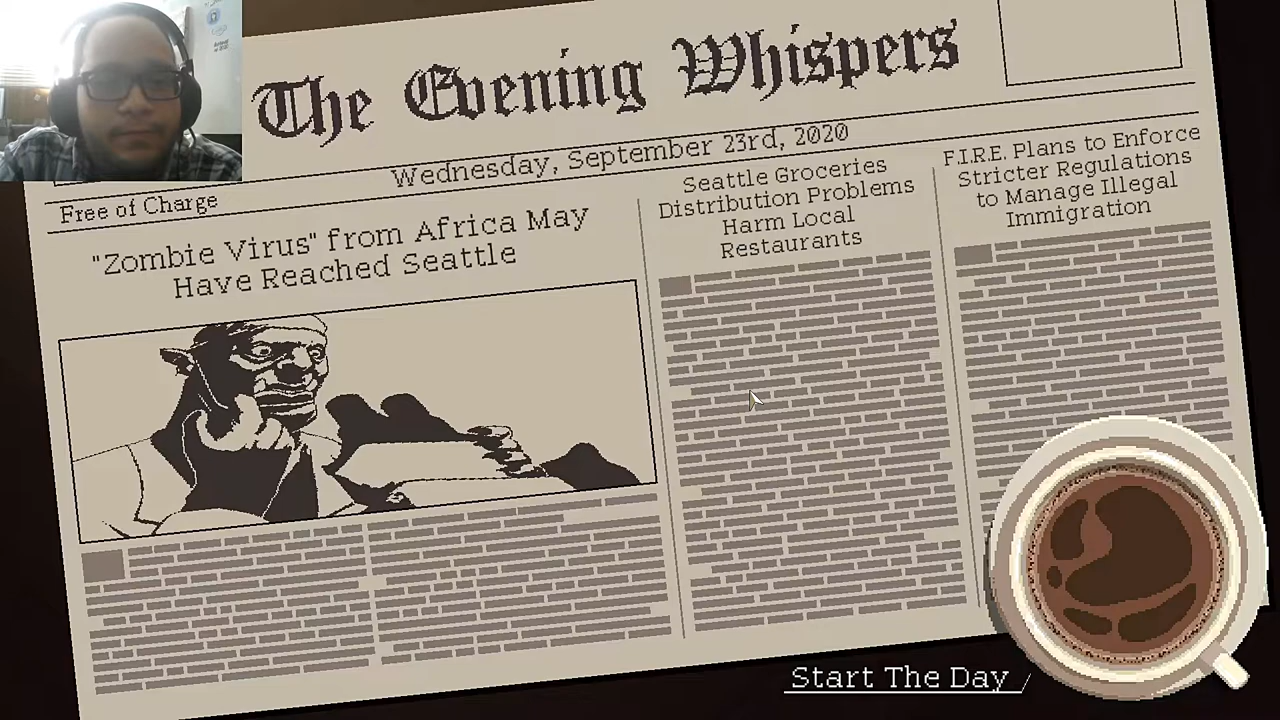 The Evening Whispers
Wednesday, September 23rd, 2020
Free of Charge
"Zombie Virus" from Africa May
Have Reached Seattle
Seattle Groceries
Distribution Problems
Harm Local
Restaurants
F.I.R.E. Plans to Enforce
Stricter Regulations
to Manage Illegal
Immigration
Start The Day